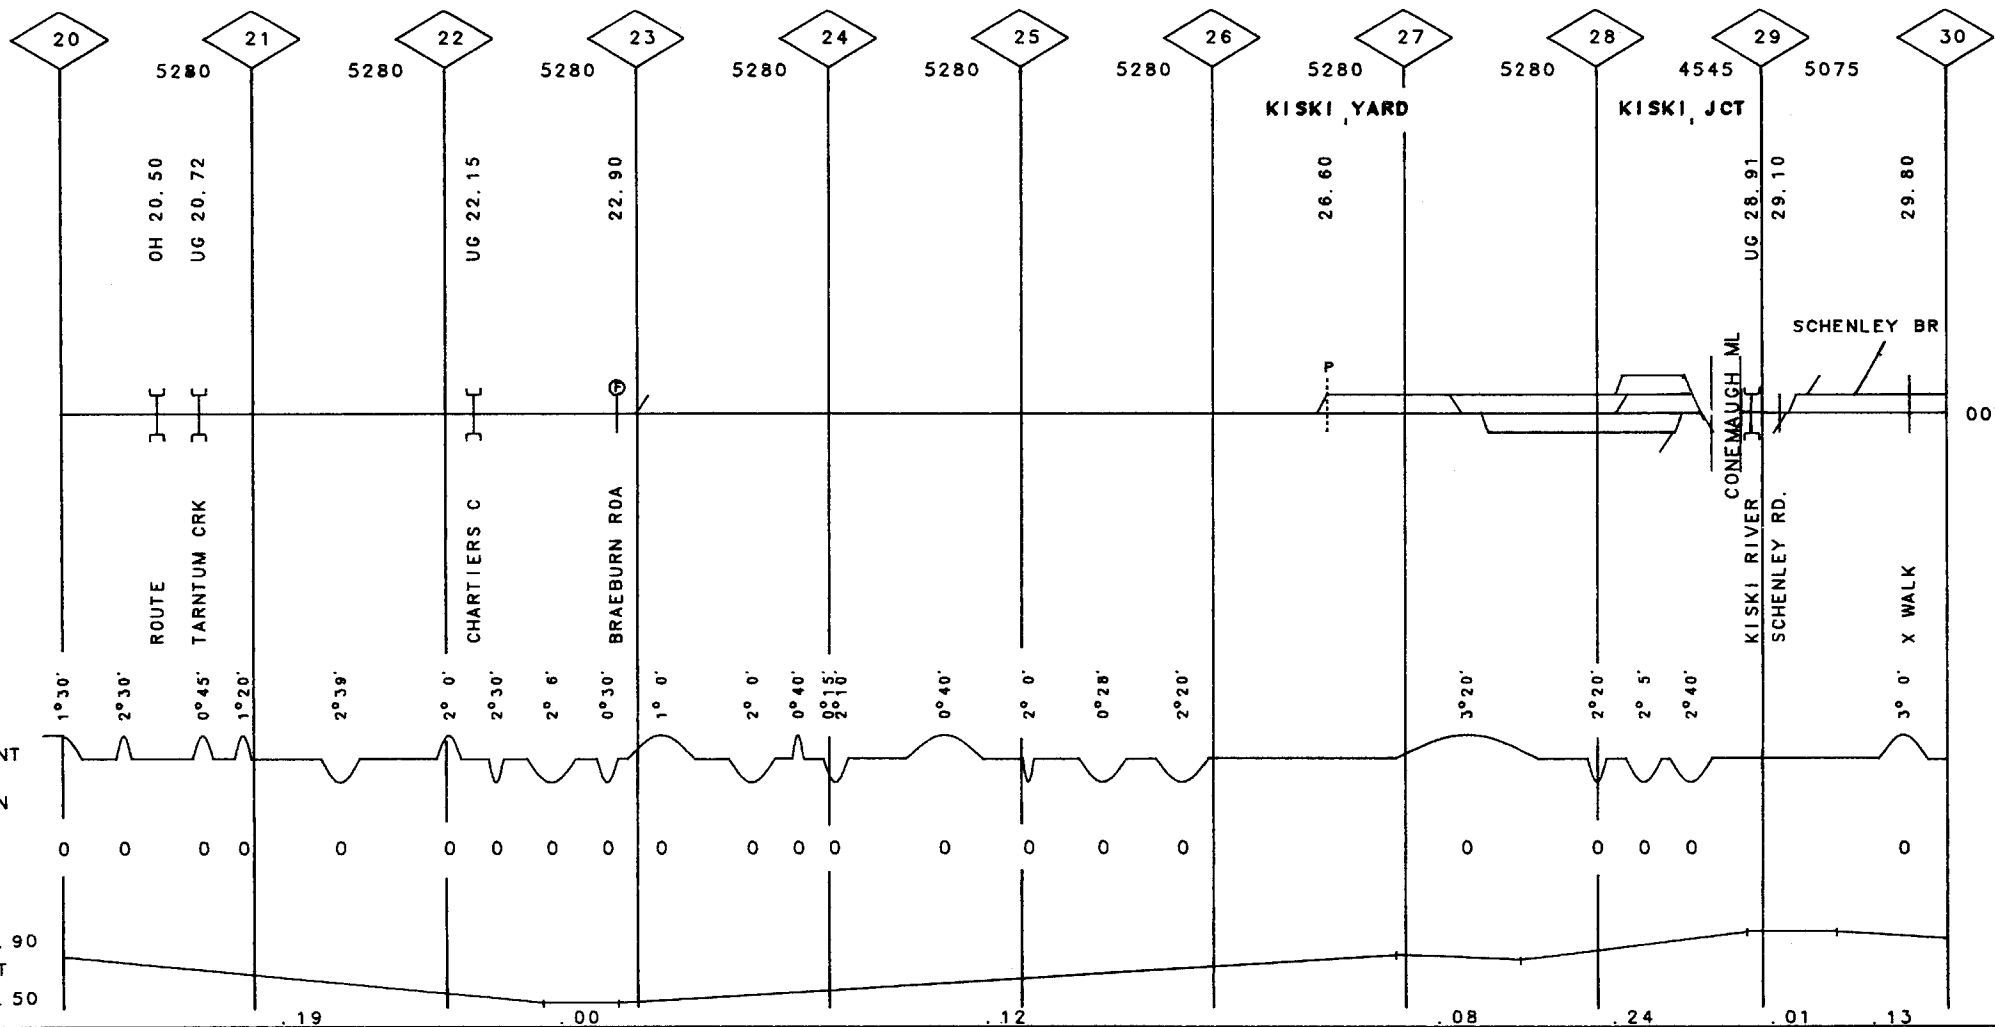 20 21 22 23 24 25 26 27 28 29 30
5280 5280 5280 5280 5280 5280 5280 5280 4545 5075
KISKI YARD KISKI JCT
OH 20.50
UG 20.72
UG 22.15
22.90
26.60
UG 28.91
29.10
29.80
SCHENLEY BR
P
CONEMAUGH ML
00
ROUTE
TARNTUM CRK
CHARTIERS C
BRAEBURN ROA
KISKI RIVER
SCHENLEY RD.
X WALK
1°30' 2°30' 0°45' 1°20' 2°39' 2° 0' 2°30' 2° 6' 0°30' 1° 0' 2° 0' 0°40' 0°15' 2°10' 0°40' 2° 0' 0°28' 2°20' 3°20' 2°20' 2° 5' 2°40' 3° 0'
NT
N
0 0 0 0 0 0 0 0 0 0 0 0 0 0 0 0 0 0 0 0 0 0
.90
T
.50
.19 .00 .12 .08 .24 .01 .13